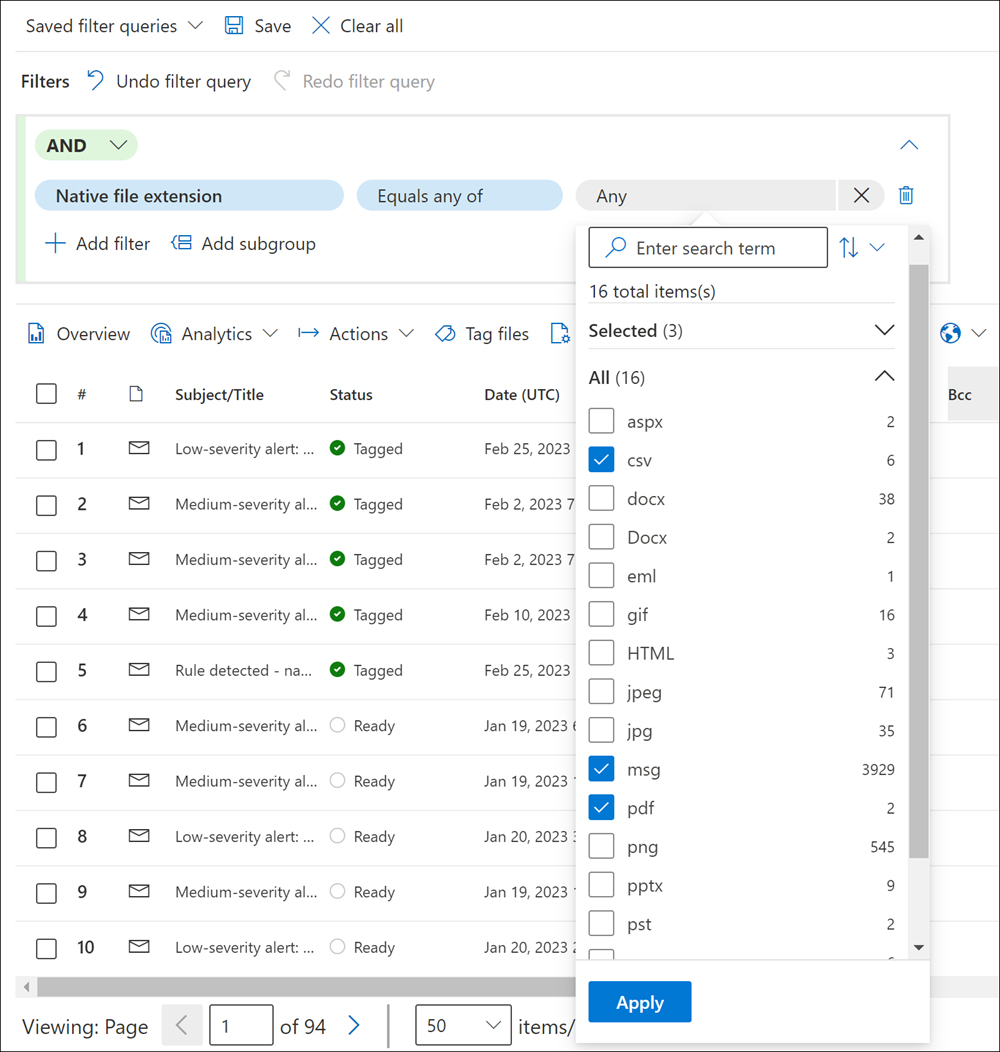 Saved filter queries Save Clear all
Filters Undo filter query Redo filter query
AND
Native file extension Equals any of Any
Add filter Add subgroup
Enter search term
16 total items(s)
Selected (3)
Overview Analytics Actions Tag files
All (16)
# Subject/Title Status Date (UTC) Bcc
aspx 2
1 Low-severity alert: ... Tagged Feb 25, 2023
csv 6
docx 38
2 Medium-severity al... Tagged Feb 2, 2023 7
Docx 2
3 Medium-severity al... Tagged Feb 2, 2023 7
eml 1
4 Medium-severity al... Tagged Feb 10, 2023
gif 16
HTML 3
5 Rule detected - na... Tagged Feb 25, 2023
jpeg 71
6 Medium-severity al... Ready Jan 19, 2023
jpg 35
msg 3929
7 Medium-severity al... Ready Jan 19, 2023
pdf 2
8 Low-severity alert: ... Ready Jan 20, 2023
png 545
pptx 9
9 Medium-severity al... Ready Jan 19, 2023
pst 2
10 Low-severity alert: ... Ready Jan 20, 2023
Apply
Viewing: Page 1 of 94 50 items/